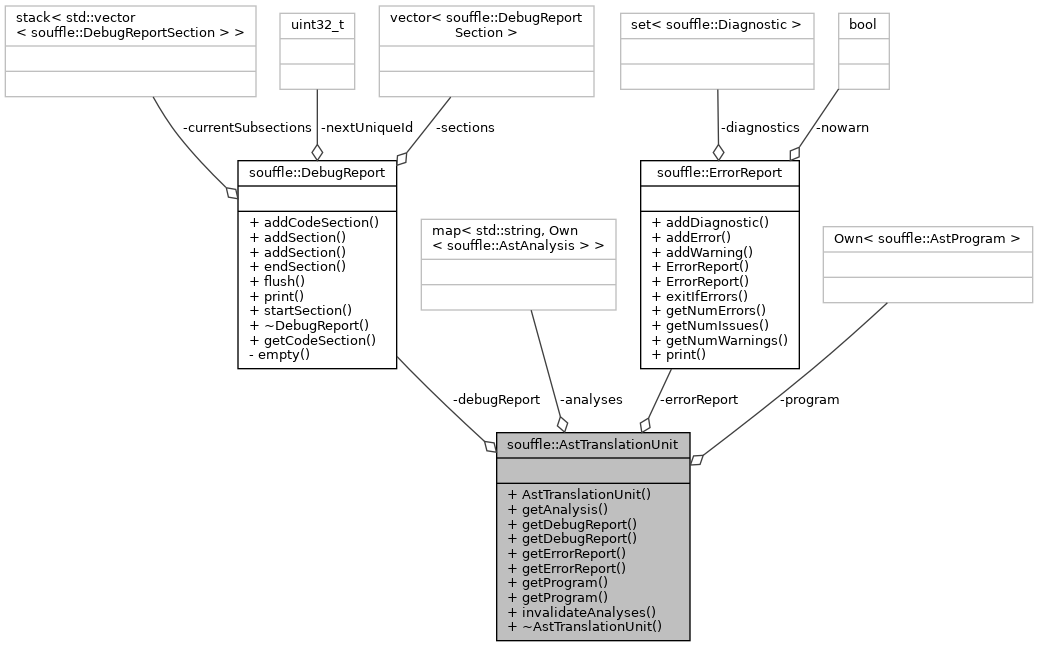 stack< std::vector
< souffle::DebugReportSection > >
uint32_t
vector< souffle::DebugReport
Section >
set< souffle::Diagnostic >
bool
-currentSubsections
-nextUniqueId
-sections
-diagnostics
-nowarn
souffle::DebugReport
+ addCodeSection()
+ addSection()
+ addSection()
+ endSection()
+ flush()
+ print()
+ startSection()
+ ~DebugReport()
+ getCodeSection()
- empty()
map< std::string, Own
< souffle::AstAnalysis > >
souffle::ErrorReport
+ addDiagnostic()
+ addError()
+ addWarning()
+ ErrorReport()
+ ErrorReport()
+ exitIfErrors()
+ getNumErrors()
+ getNumIssues()
+ getNumWarnings()
+ print()
Own< souffle::AstProgram >
-debugReport
-analyses
-errorReport
-program
souffle::AstTranslationUnit
+ AstTranslationUnit()
+ getAnalysis()
+ getDebugReport()
+ getDebugReport()
+ getErrorReport()
+ getErrorReport()
+ getProgram()
+ getProgram()
+ invalidateAnalyses()
+ ~AstTranslationUnit()